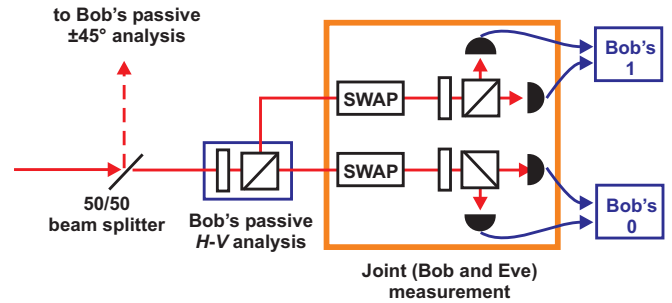 to Bob's passive
±45° analysis
Bob's
1
SWAP
SWAP
50/50
beam splitter
Bob's passive
H-V analysis
Bob's
0
Joint (Bob and Eve)
measurement